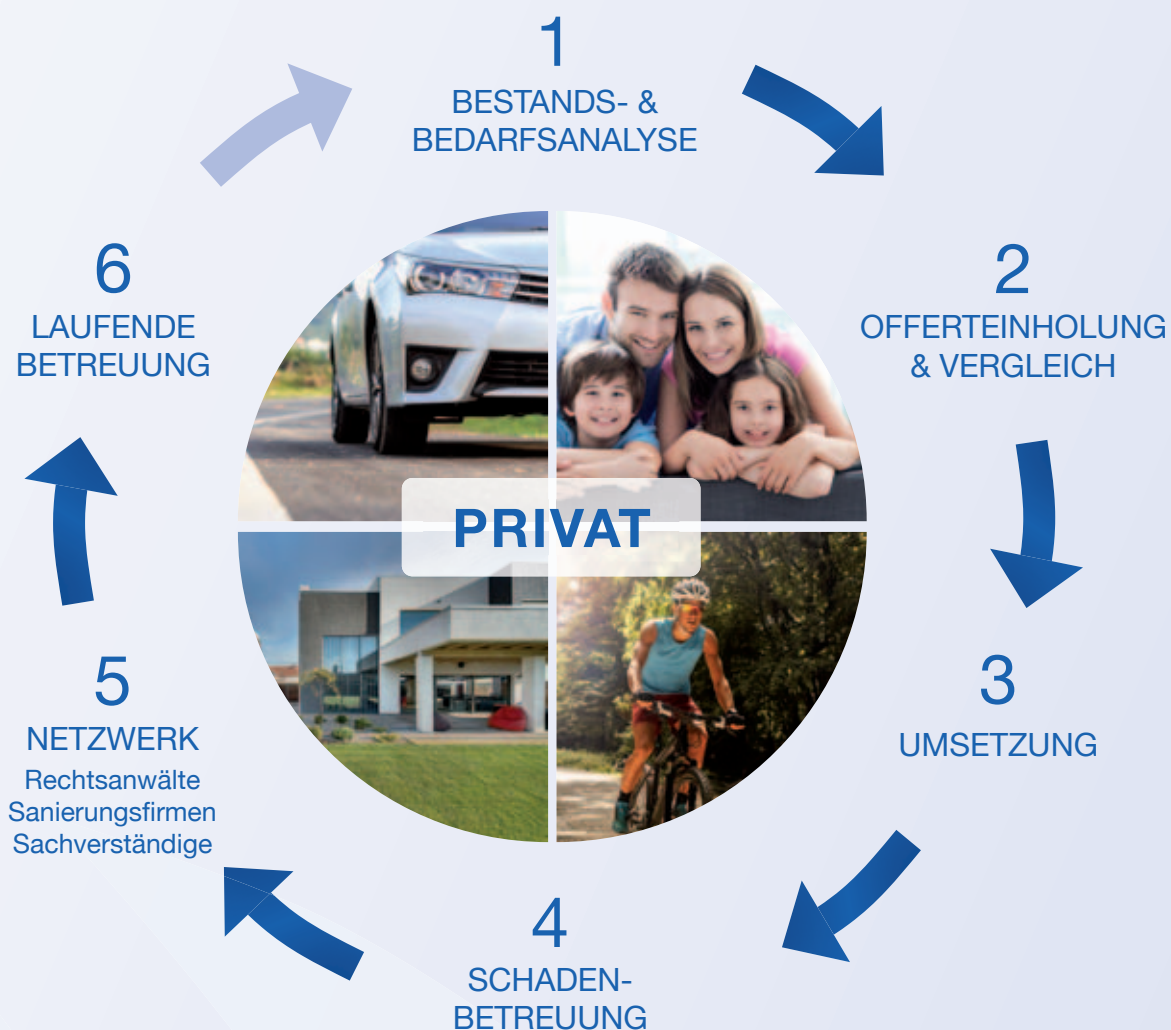 1
BESTANDS- &
BEDARFSANALYSE
2
OFFERTEINHOLUNG
& VERGLEICH
3
UMSETZUNG
4
SCHADEN-
BETREUUNG
5
NETZWERK
Rechtsanwälte
Sanierungsfirmen
Sachverständige
6
LAUFENDE
BETREUUNG
PRIVAT